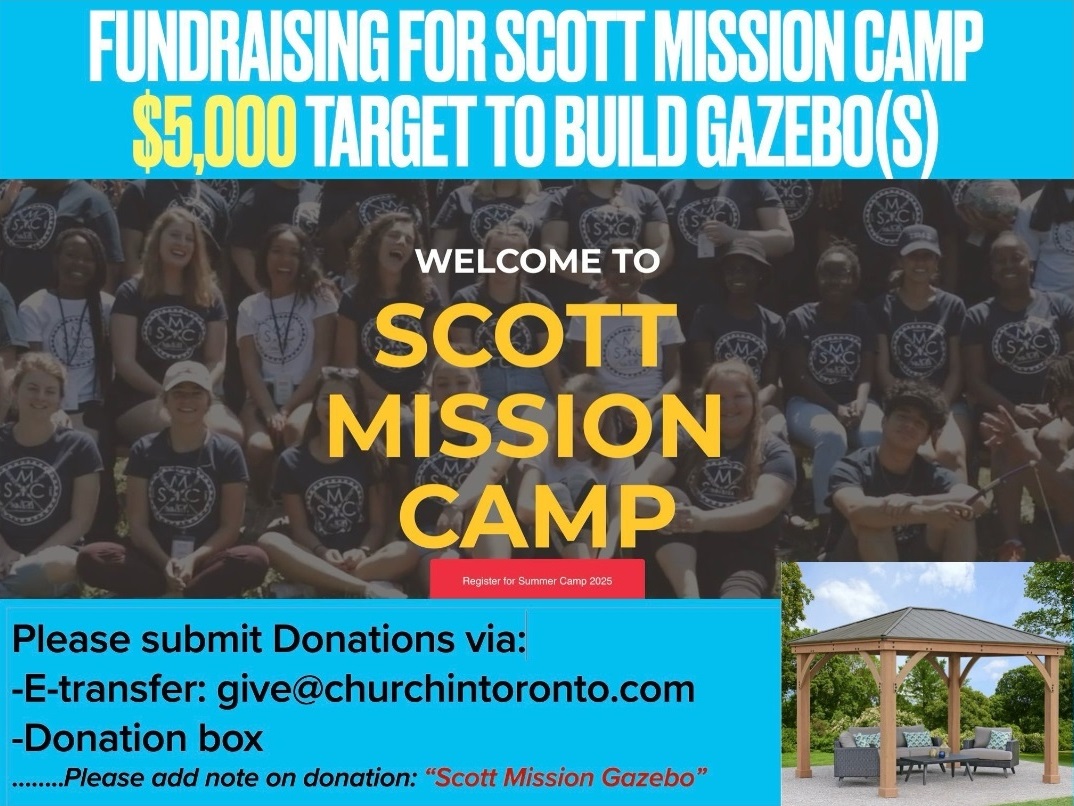 FUNDRAISING FOR SCOTT MISSION CAMP
$5,000 TARGET TO BUILD GAZEBO(S)
WELCOME TO
SCOTT
MISSION
CAMP
Register for Summer Camp 2025
Please submit Donations via:
-E-transfer: give@churchintoronto.com
-Donation box
........Please add note on donation: “Scott Mission Gazebo”